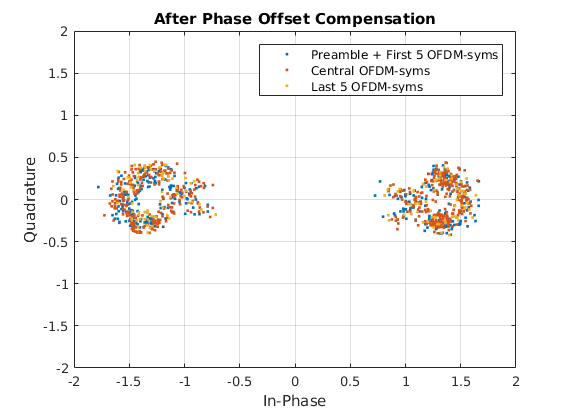 After Phase Offset Compensation
2
1.5
1
0.5
0
-0.5
-1
-1.5
-2
Quadrature
Preamble + First 5 OFDM-syms
Central OFDM-syms
Last 5 OFDM-syms
-2 -1.5 -1 -0.5 0 0.5 1 1.5 2
In-Phase